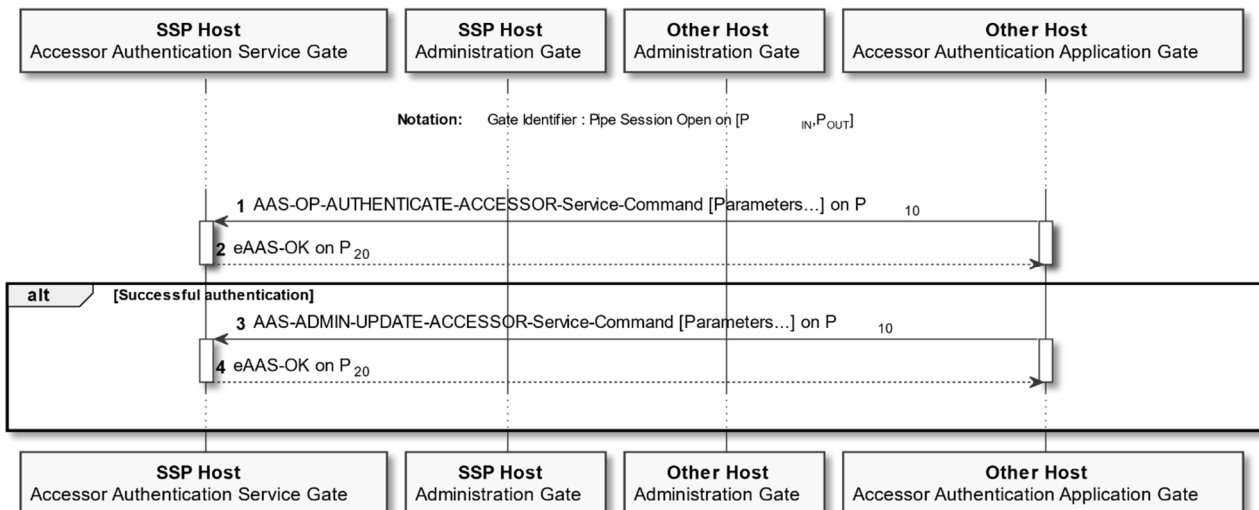 SSP Host SSP Host Other Host Other Host
Accessor Authentication Service Gate Administration Gate Administration Gate Accessor Authentication Application Gate
Notation: Gate Identifier : Pipe Session Open on [P IN,POUT]
1 AAS-OP-AUTHENTICATE-ACCESSOR-Service-Command [Parameters...] on P 10
2 eAAS-OK on P20
alt [Successful authentication]
3 AAS-ADMIN-UPDATE-ACCESSOR-Service-Command [Parameters...] on P 10
4 eAAS-OK on P20
SSP Host SSP Host Other Host Other Host
Accessor Authentication Service Gate Administration Gate Administration Gate Accessor Authentication Application Gate